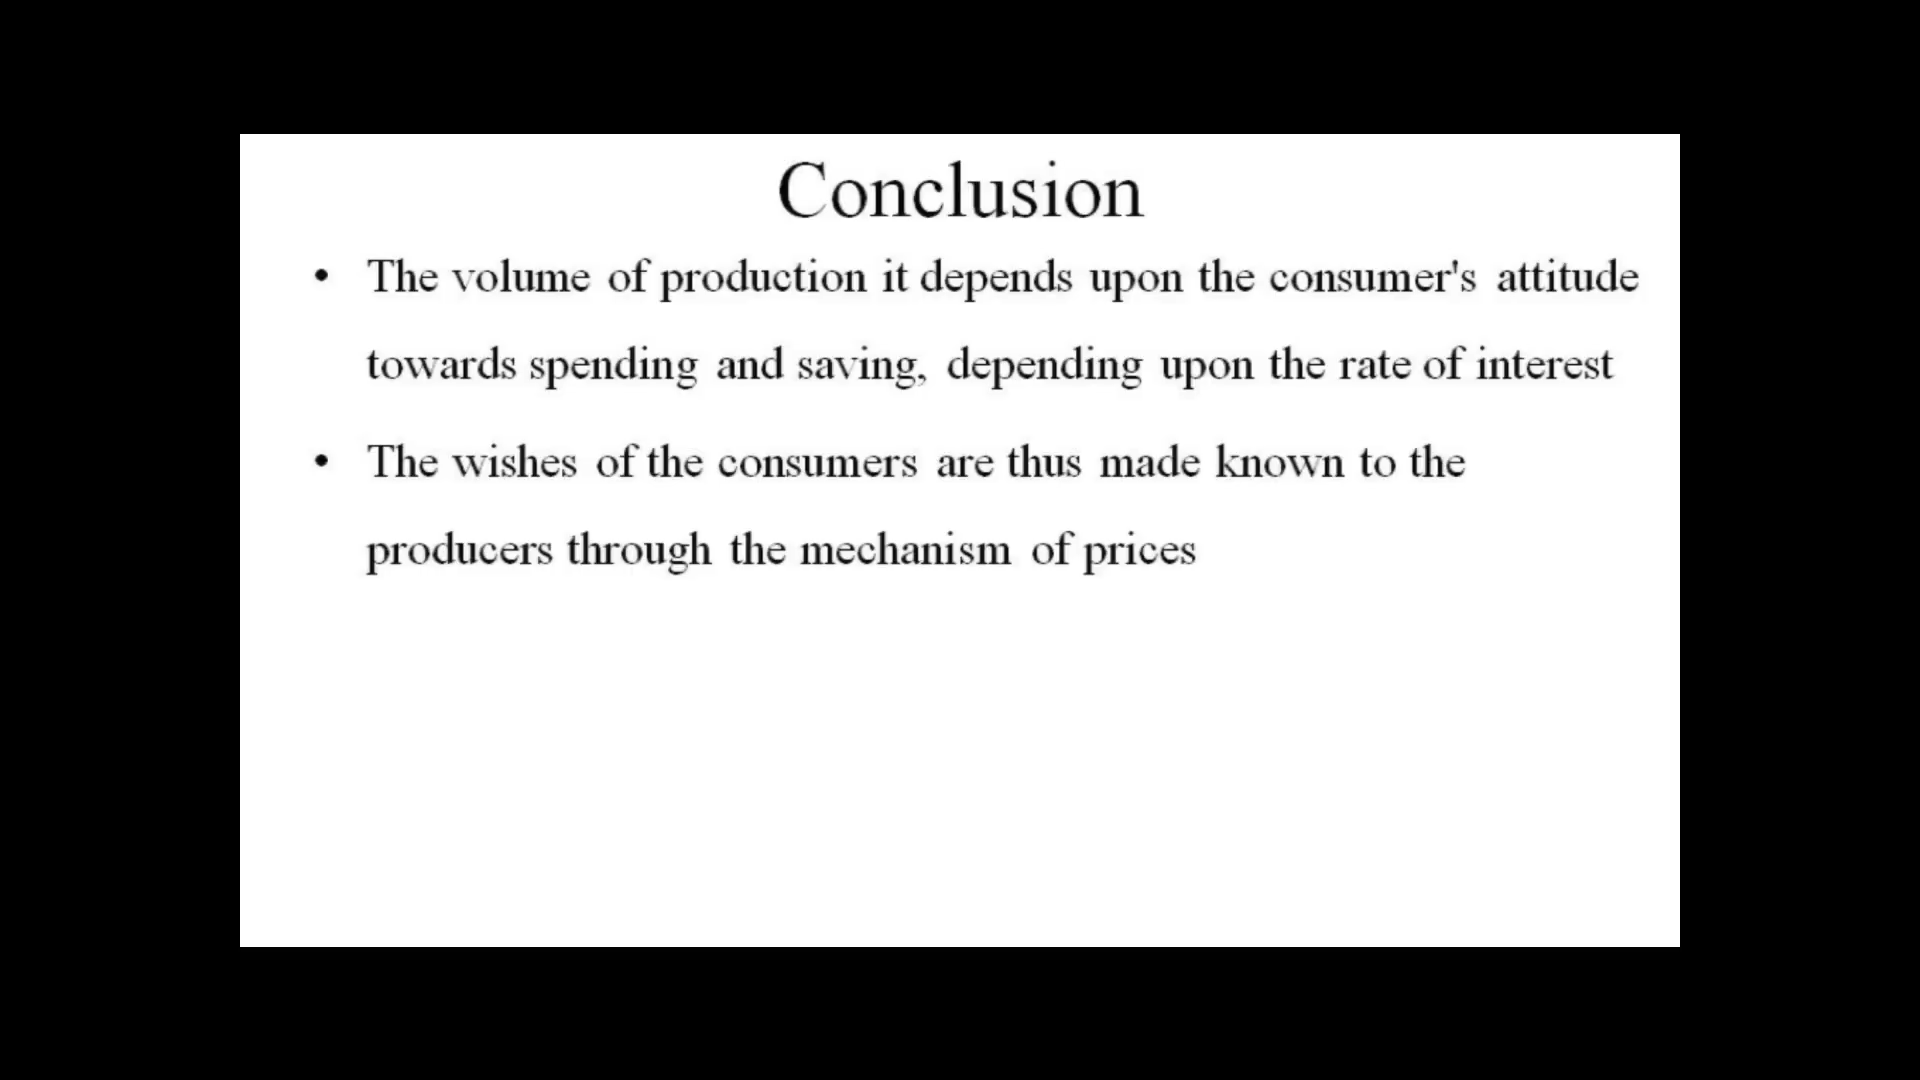 Conclusion
• The volume of production it depends upon the consumer's attitude
towards spending and saving, depending upon the rate of interest
• The wishes of the consumers are thus made known to the
producers through the mechanism of prices